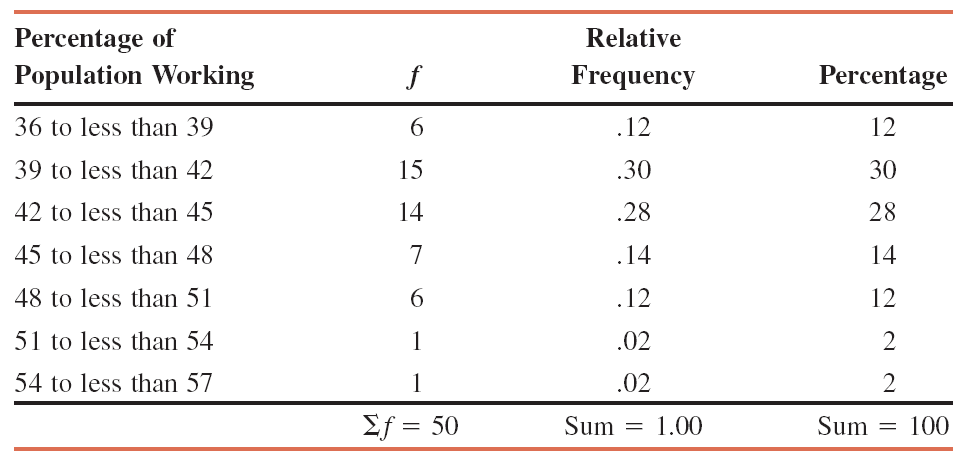 Percentage of Relative
Population Working f Frequency Percentage
36 to less than 39 6 .12 12
39 to less than 42 15 .30 30
42 to less than 45 14 .28 28
45 to less than 48 7 .14 14
48 to less than 51 6 .12 12
51 to less than 54 1 .02 2
54 to less than 57 1 .02 2
Σf = 50 Sum = 1.00 Sum = 100